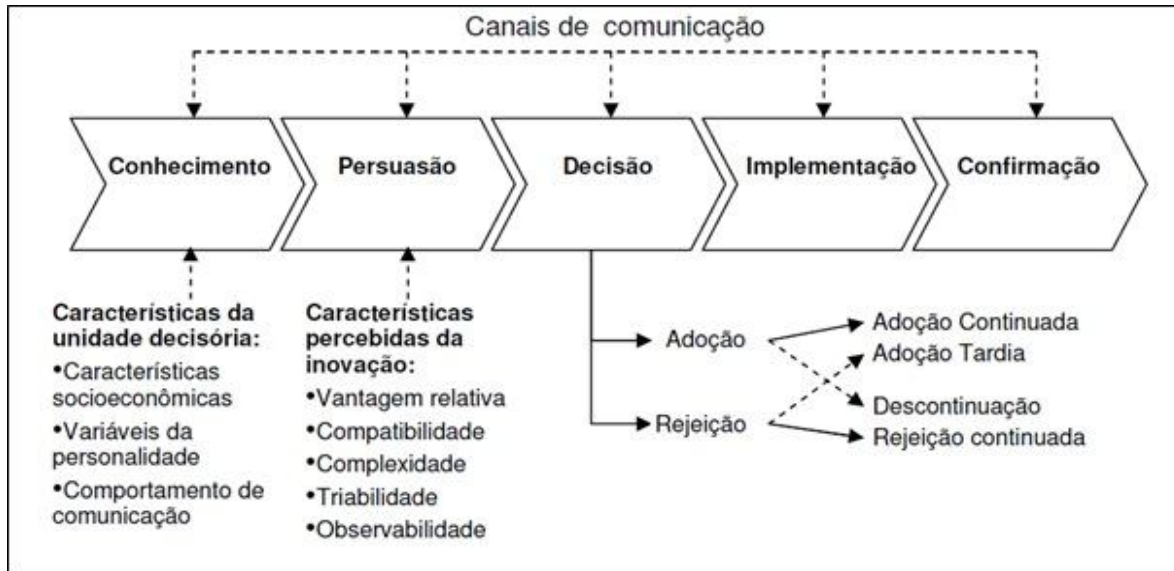 Canais de comunicação
Conhecimento
Persuasão
Decisão
Implementação
Confirmação
Características da
unidade decisória:
•Características
socioeconômicas
•Variáveis da
personalidade
•Comportamento de
comunicação
Características
percebidas da
inovação:
•Vantagem relativa
•Compatibilidade
•Complexidade
•Triabilidade
•Observabilidade
Adoção
Rejeição
Adoção Continuada
Adoção Tardia
Descontinuação
Rejeição continuada